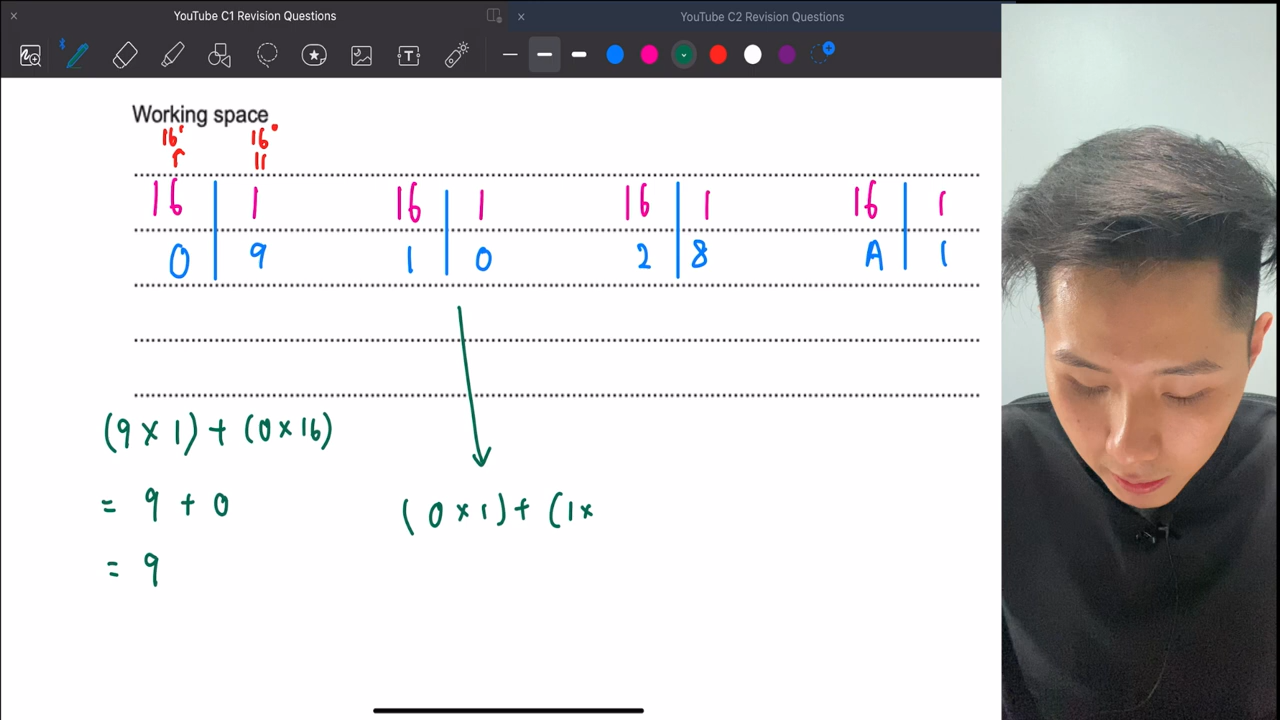 YouTube C1 Revision Questions YouTube C2 Revision Questions
Working space
16¹ 16⁰
16 1 16 1 16 1 16 1
0 9 1 0 2 8 A 1
(9 × 1) + (0 × 16)
= 9 + 0
(0 × 1) + (1 ×
= 9